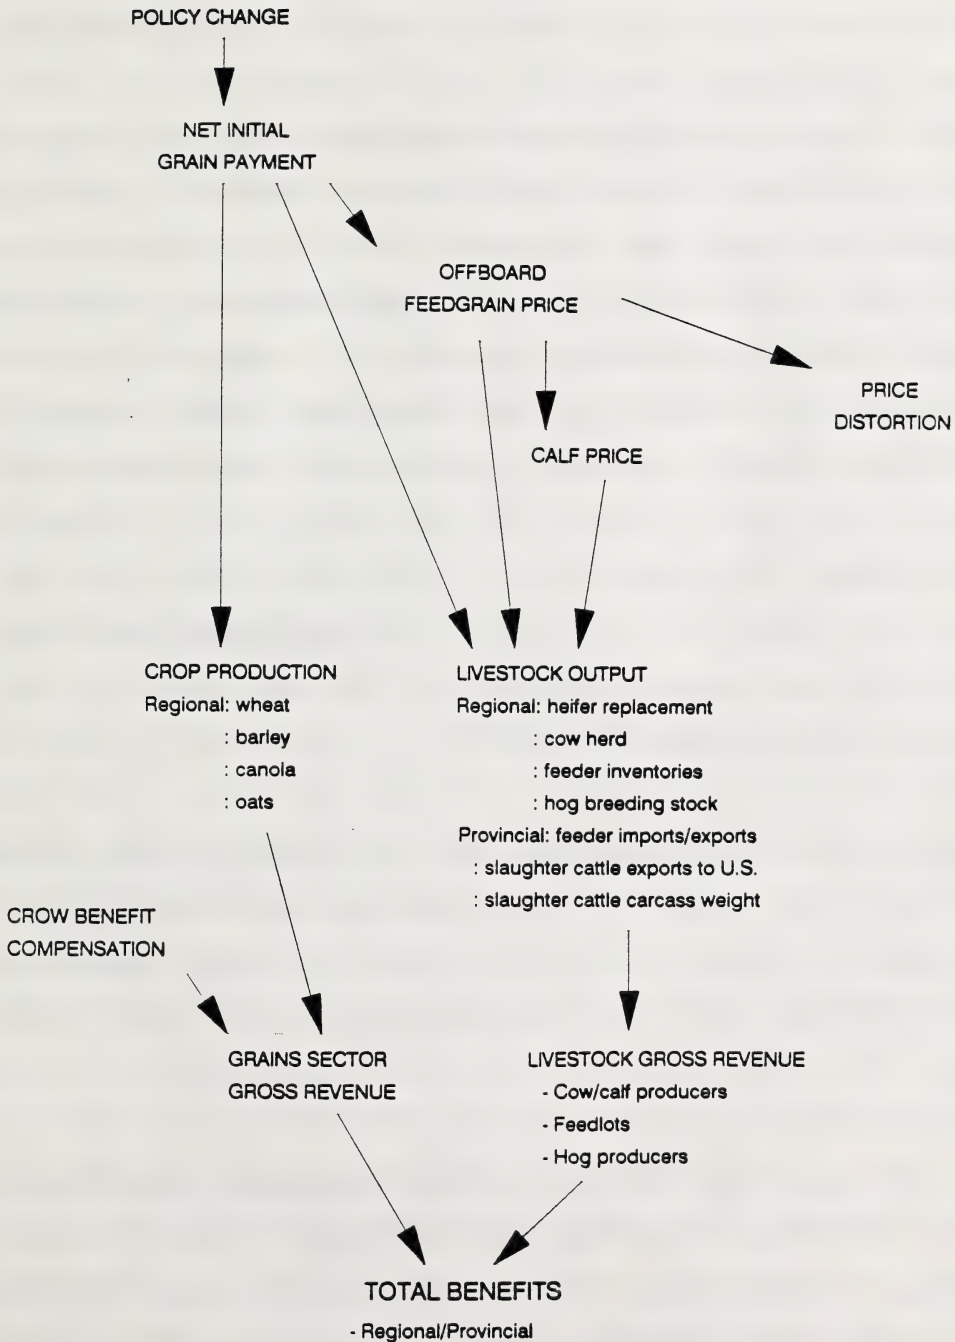 POLICY CHANGE
NET INITIAL
GRAIN PAYMENT
OFFBOARD
FEEDGRAIN PRICE
PRICE
DISTORTION
CALF PRICE
CROP PRODUCTION
Regional: wheat
: barley
: canola
: oats
LIVESTOCK OUTPUT
Regional: heifer replacement
: cow herd
: feeder inventories
: hog breeding stock
Provincial: feeder imports/exports
: slaughter cattle exports to U.S.
: slaughter cattle carcass weight
CROW BENEFIT
COMPENSATION
GRAINS SECTOR
GROSS REVENUE
LIVESTOCK GROSS REVENUE
- Cow/calf producers
- Feedlots
- Hog producers
TOTAL BENEFITS
- Regional/Provincial